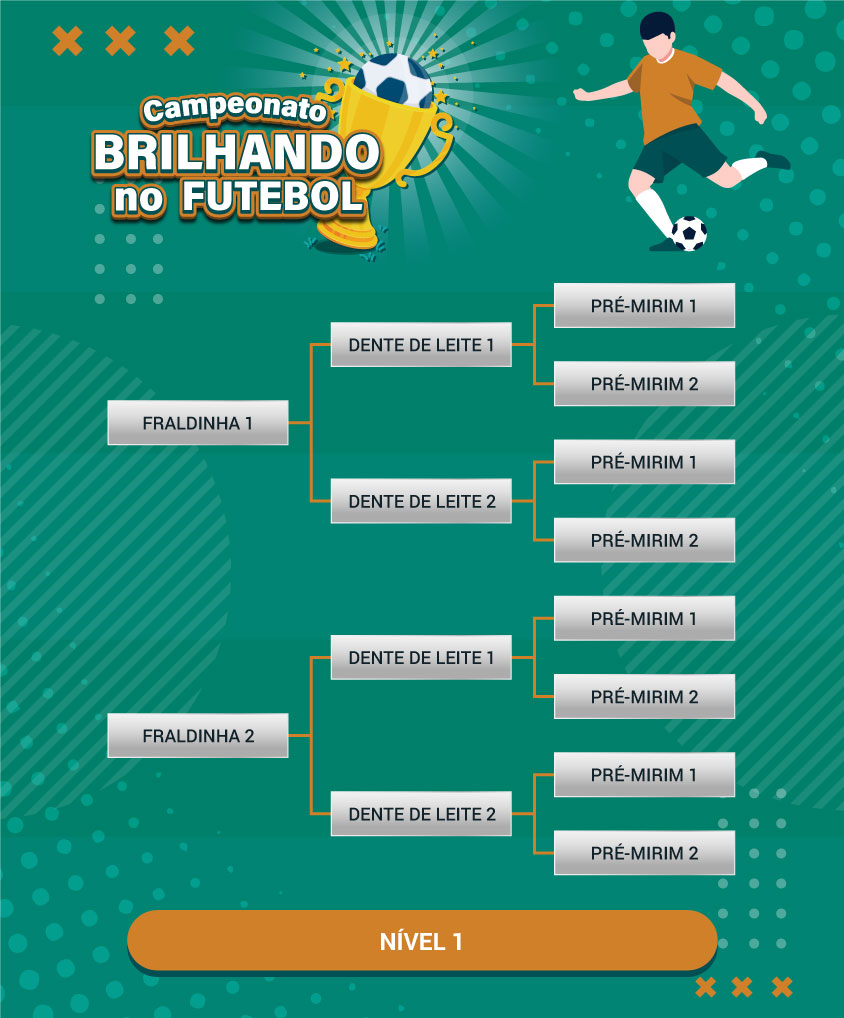 Campeonato
BRILHANDO
no FUTEBOL
PRÉ-MIRIM 1
DENTE DE LEITE 1
PRÉ-MIRIM 2
FRALDINHA 1
PRÉ-MIRIM 1
DENTE DE LEITE 2
PRÉ-MIRIM 2
PRÉ-MIRIM 1
DENTE DE LEITE 1
PRÉ-MIRIM 2
FRALDINHA 2
PRÉ-MIRIM 1
DENTE DE LEITE 2
PRÉ-MIRIM 2
NÍVEL 1